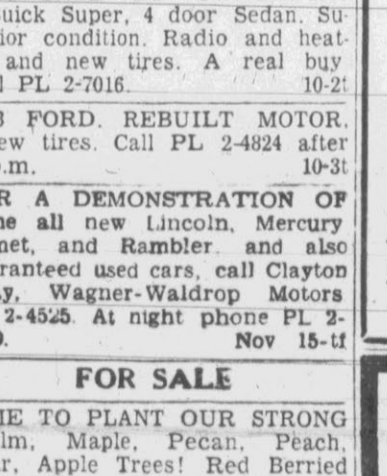 uick Super, 4 door Sedan. Su-
ior condition. Radio and heat-
and new tires. A real buy
l PL 2-7016. 10-2t
3 FORD. REBUILT MOTOR.
ew tires. Call PL 2-4824 after
p.m. 10-3t
R A DEMONSTRATION OF
he all new Lincoln, Mercury
net, and Rambler and also
ranteed used cars, call Clayton
y, Wagner-Waldrop Motors
2-4525. At night phone PL 2-
Nov 15-tf
FOR SALE
ME TO PLANT OUR STRONG
lm, Maple, Pecan, Peach,
r, Apple Trees! Red Berried